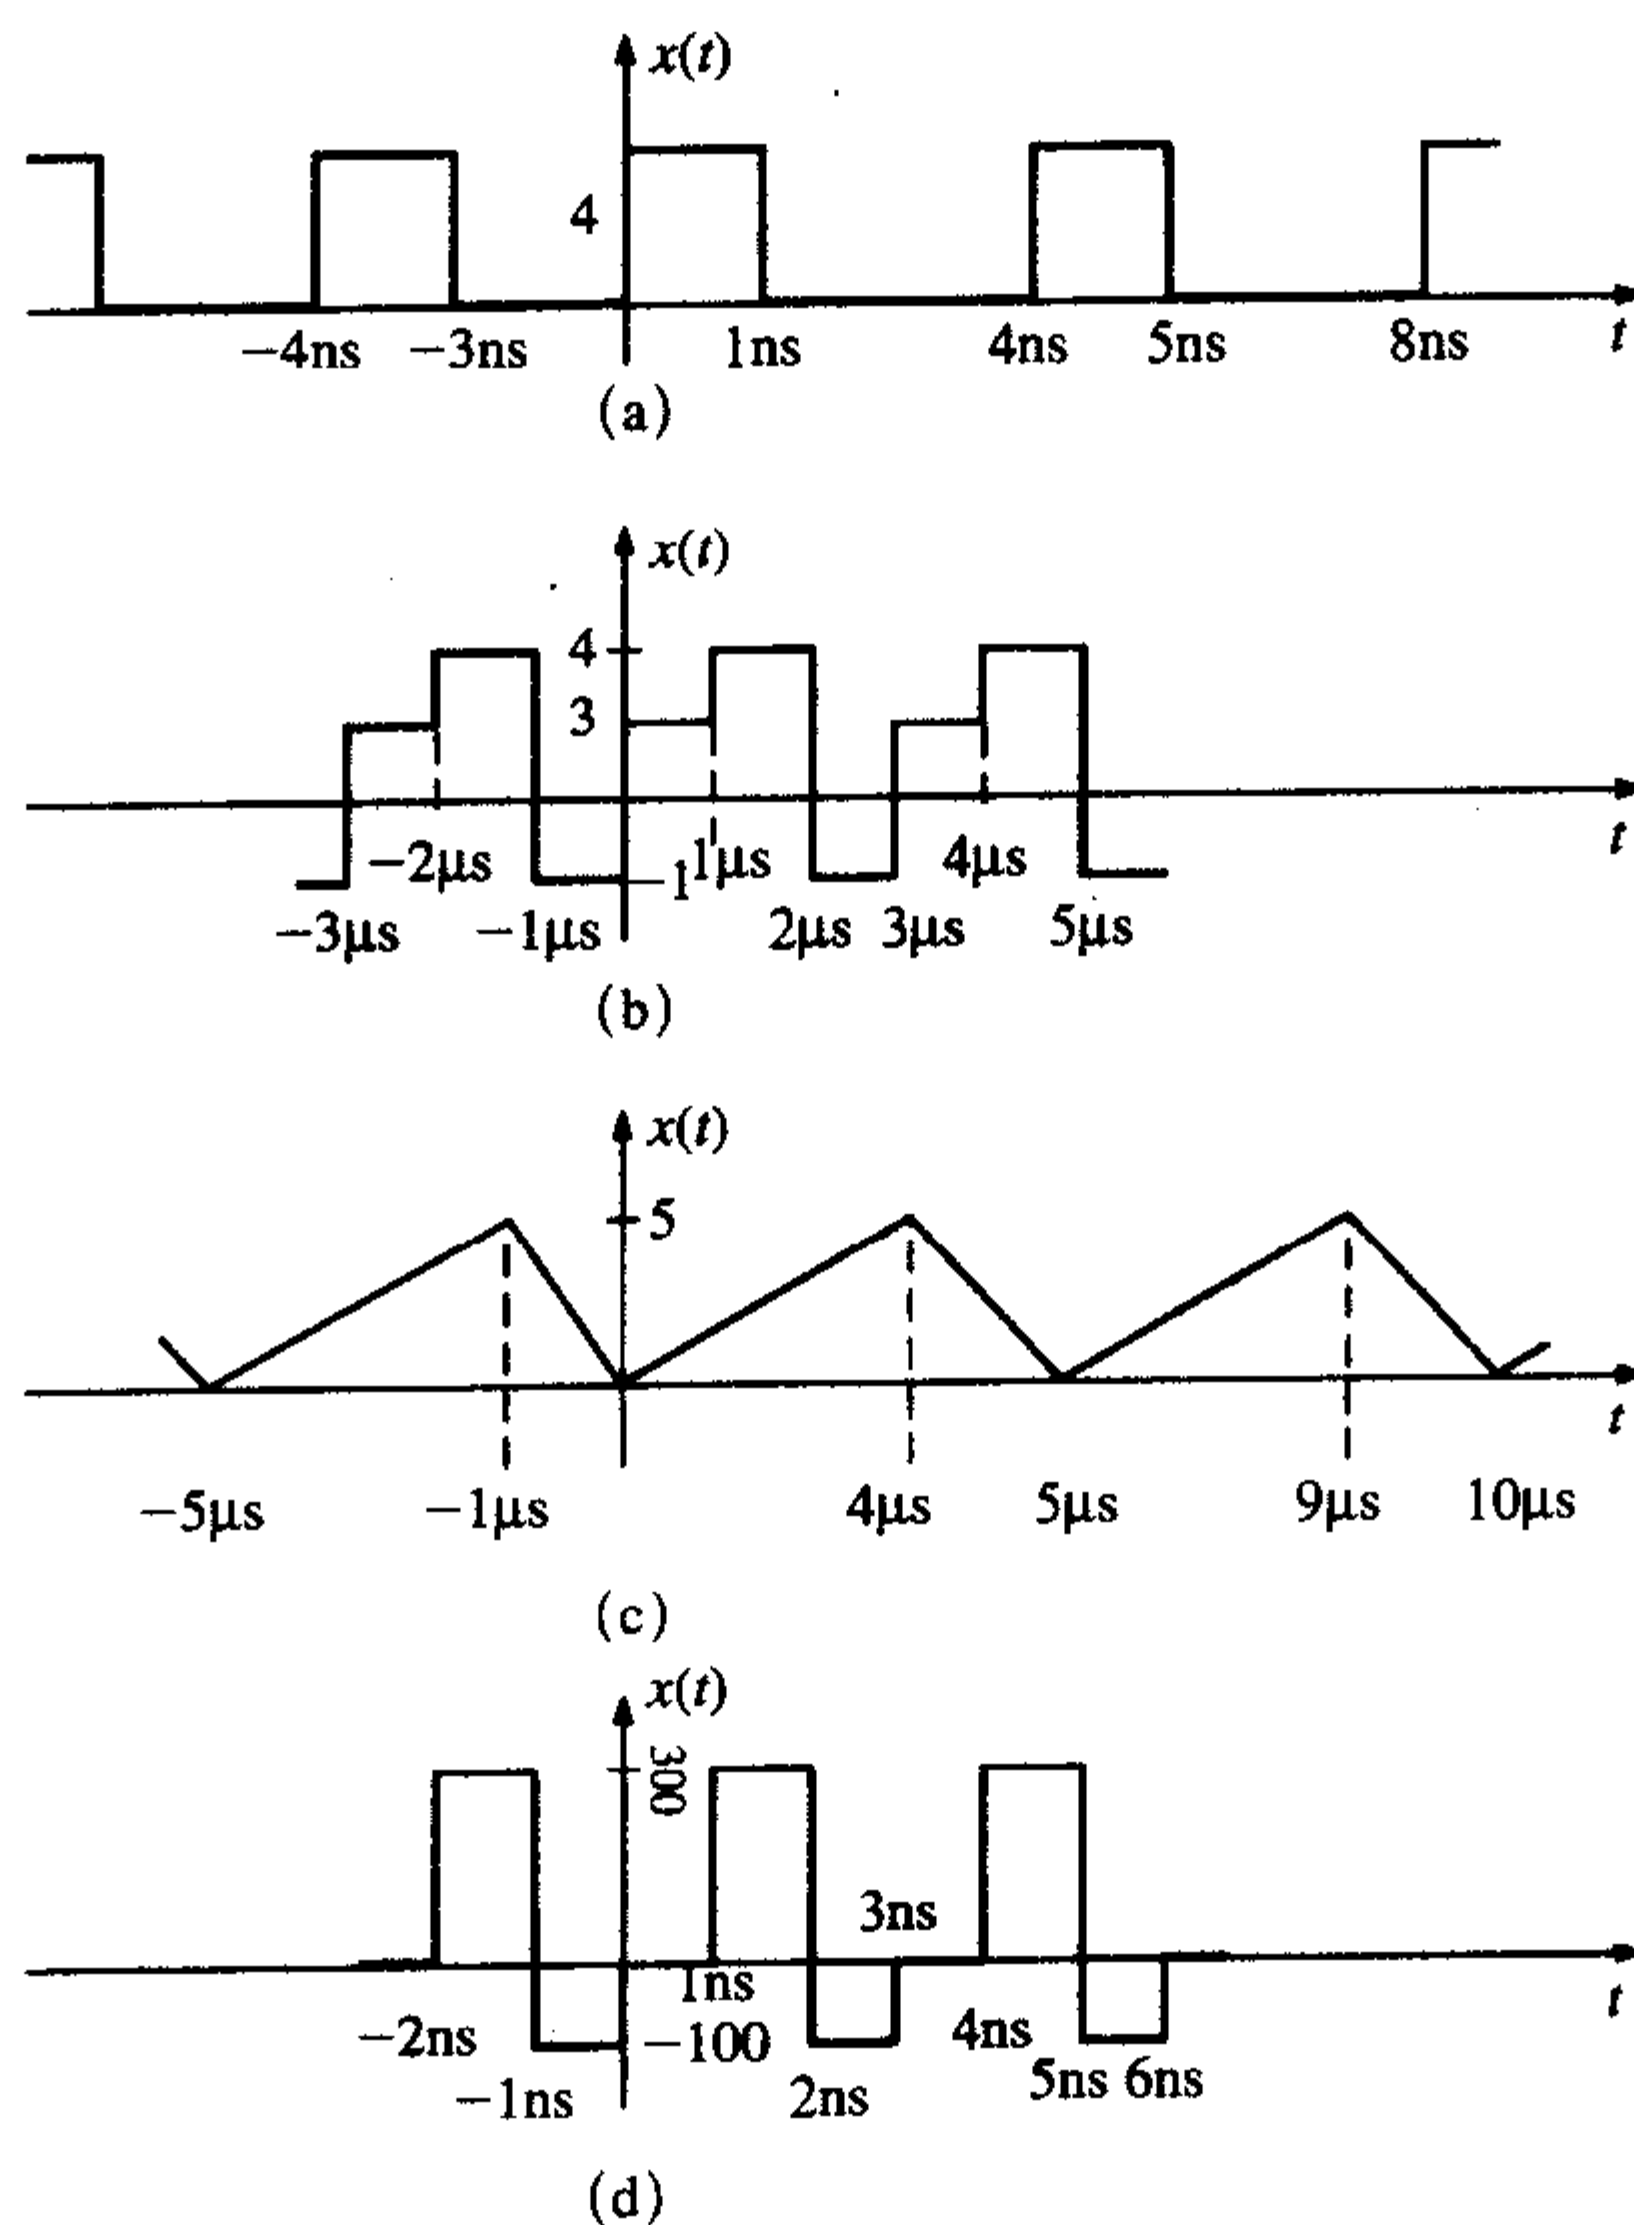 x(t)
4
−4ns −3ns 1ns 4ns 5ns 8ns t
(a)
x(t)
4
3
−2μs −1 1μs 4μs t
−3μs −1μs 2μs 3μs 5μs
(b)
x(t)
5
t
−5μs −1μs 4μs 5μs 9μs 10μs
(c)
x(t)
300
3ns
1ns t
−2ns −100 4ns
−1ns 2ns 5ns 6ns
(d)